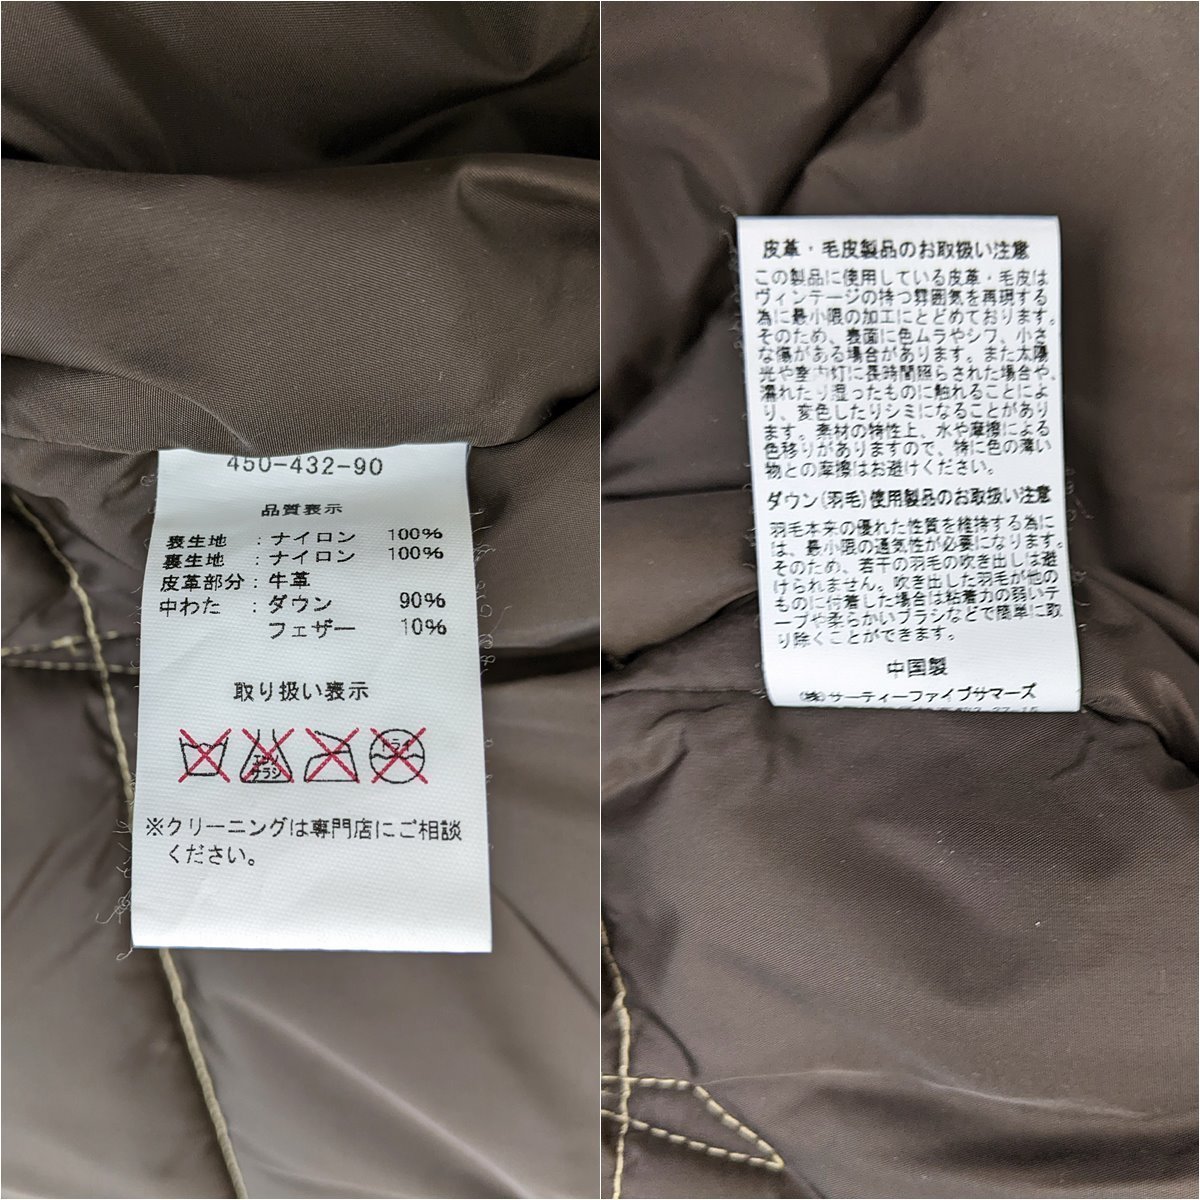 450-432-90
品質表示
表生地 : ナイロン 100%
裏生地 : ナイロン 100%
皮革部分 : 牛革
中わた : ダウン 90%
フェザー 10%
取り扱い表示
エンソ
サラシ
ドライ
※クリーニングは専門店にご相談
ください。
皮革・毛皮製品のお取扱い注意
この製品に使用している皮革・毛皮は
ヴィンテージの持つ雰囲気を再現する
為に最小限の加工にとどめております。
そのため、表面に色ムラやシワ、小さ
な傷がある場合があります。また太陽
光や室内灯に長時間照らされた場合や、
濡れたり湿ったものに触れることによ
り、変色したりシミになることがあり
ます。素材の特性上、水や摩擦による
色移りがありますので、特に色の薄い
物との摩擦はお避けください。
ダウン(羽毛)使用製品のお取扱い注意
羽毛本来の優れた性質を維持する為に
は、最小限の通気性が必要になります。
そのため、若干の羽毛の吹き出しは避
けられません。吹き出した羽毛が他の
ものに付着した場合は粘着力の弱いテ
ープや柔らかいブラシなどで簡単に取
り除くことができます。
中国製
(株)サーティーファイブサマーズ